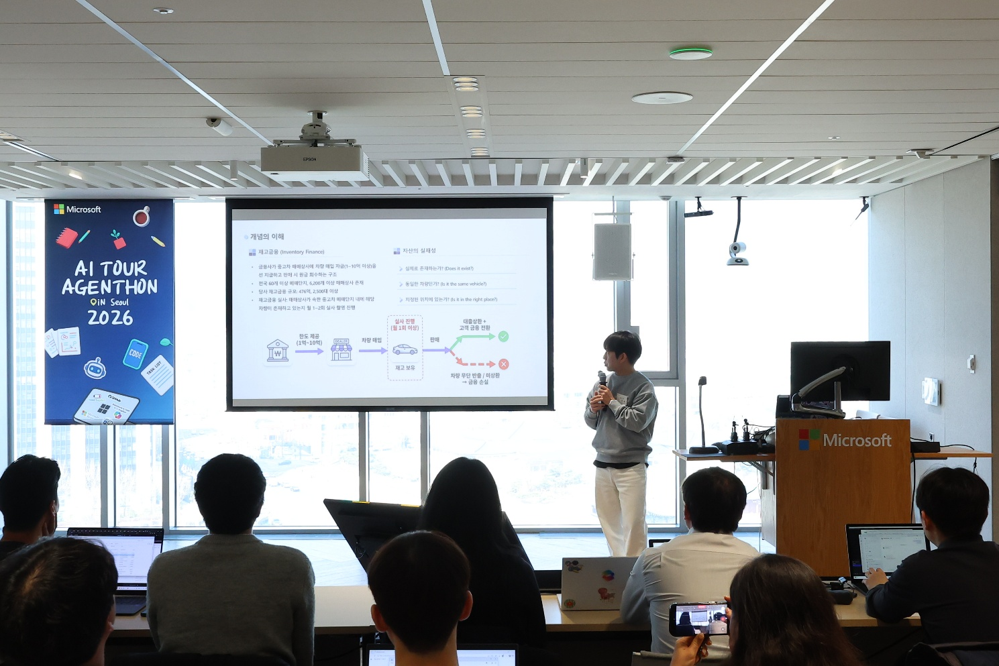 EPSON
Microsoft
AI TOUR
AGENTHON
iN Seoul
2026
CODE
TASK LIST
개념의 이해
재고금융 (Inventory Finance)
• 금융사가 중고차 매매상사에 차량 매입 자금(1~10억 이상)을
선 지급하고 판매 시 원금 회수하는 구조
• 전국 60개 이상 매매단지, 6,200개 이상 매매상사 존재
• 당사 재고금융 규모: 476억, 2,500대 이상
• 재고금융 실사: 매매상사가 속한 중고차 매매단지 내에 해당
차량이 존재하고 있는지 월 1~2회 실사 촬영 진행
자산의 실재성
실제로 존재하는가? (Does it exist?)
동일한 차량인가? (Is it the same vehicle?)
지정된 위치에 있는가? (Is it in the right place?)
한도 제공
(1억~10억)
DEALER
차량 매입
실사 진행
(월 1회 이상)
재고 보유
판매
대출상환 +
고객 금융 전환
차량 무단 반출 / 미상환
→ 금융 손실
Microsoft